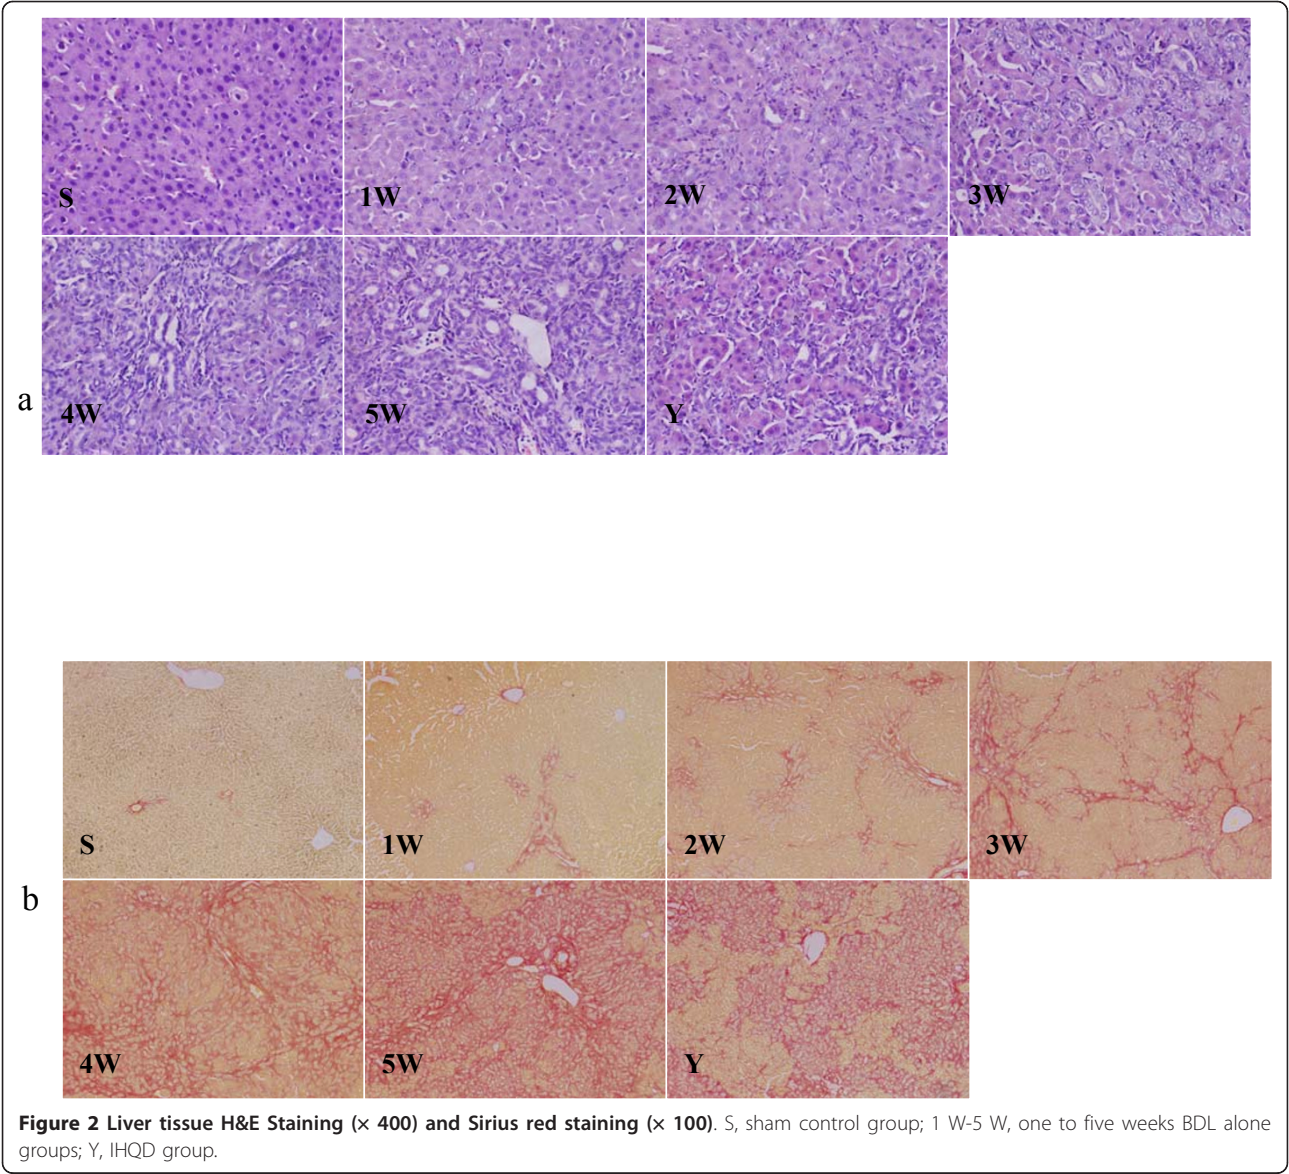 S
1W
2W
3W
a
4W
5W
Y
S
1W
2W
3W
b
4W
5W
Y
Figure 2 Liver tissue H&E Staining (× 400) and Sirius red staining (× 100). S, sham control group; 1 W-5 W, one to five weeks BDL alone
groups; Y, IHQD group.